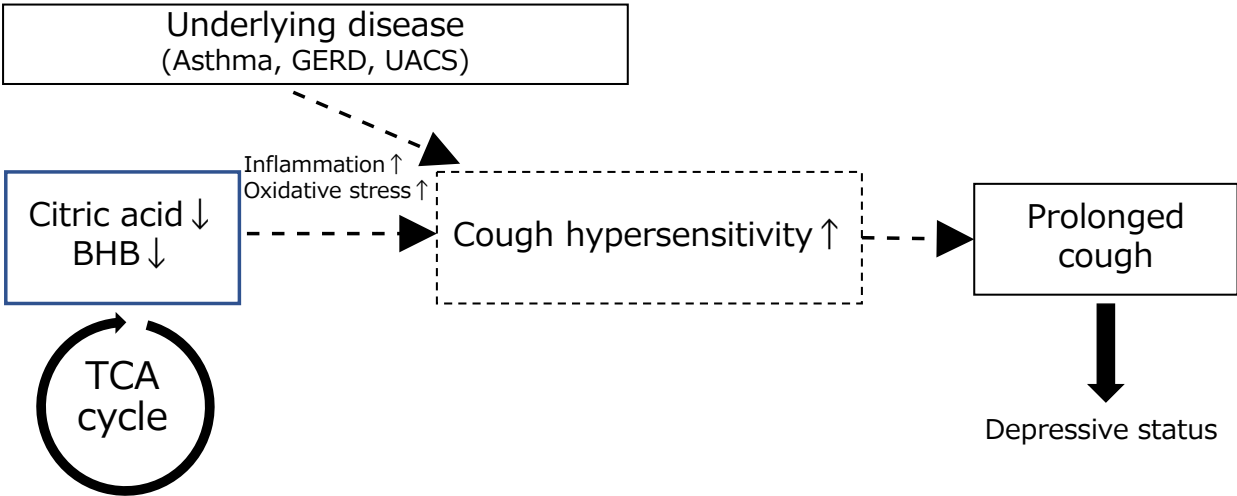 Underlying disease
(Asthma, GERD, UACS)
Inflammation↑
Oxidative stress↑
Citric acid↓
BHB↓
Cough hypersensitivity↑
Prolonged
cough
TCA
cycle
Depressive status